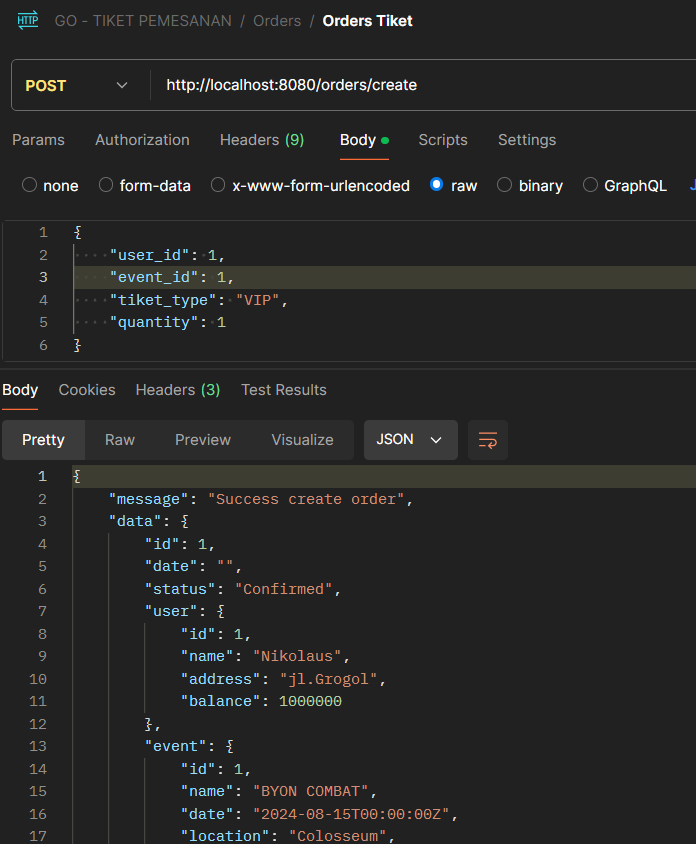 HTTP GO - TIKET PEMESANAN / Orders / Orders Tiket
POST http://localhost:8080/orders/create
Params Authorization Headers (9) Body Scripts Settings
none form-data x-www-form-urlencoded raw binary GraphQL
1 {
2 "user_id": 1,
3 "event_id": 1,
4 "tiket_type": "VIP",
5 "quantity": 1
6 }
Body Cookies Headers (3) Test Results
Pretty Raw Preview Visualize JSON
1 {
2 "message": "Success create order",
3 "data": {
4 "id": 1,
5 "date": "",
6 "status": "Confirmed",
7 "user": {
8 "id": 1,
9 "name": "Nikolaus",
10 "address": "jl.Grogol",
11 "balance": 1000000
12 },
13 "event": {
14 "id": 1,
15 "name": "BYON COMBAT",
16 "date": "2024-08-15T00:00:00Z",
17 "location": "Colosseum",